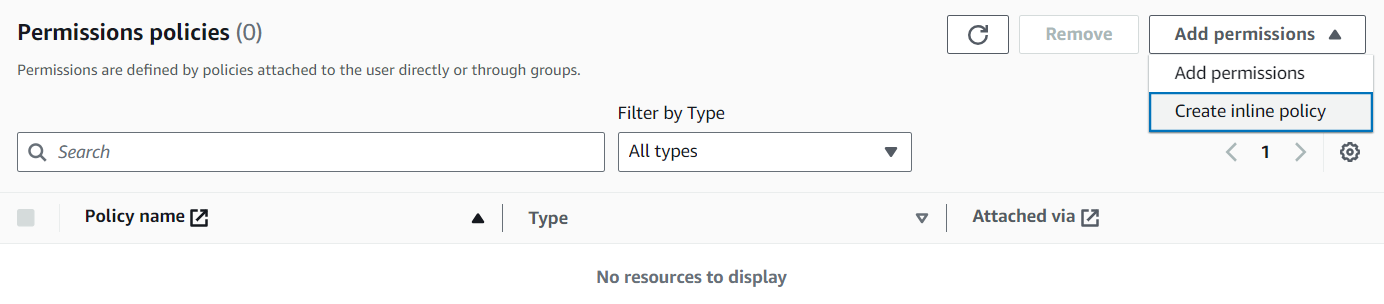 Permissions policies (0)
Remove
Add permissions
Permissions are defined by policies attached to the user directly or through groups.
Add permissions
Create inline policy
Filter by Type
Search
All types
1
Policy name
Type
Attached via
No resources to display